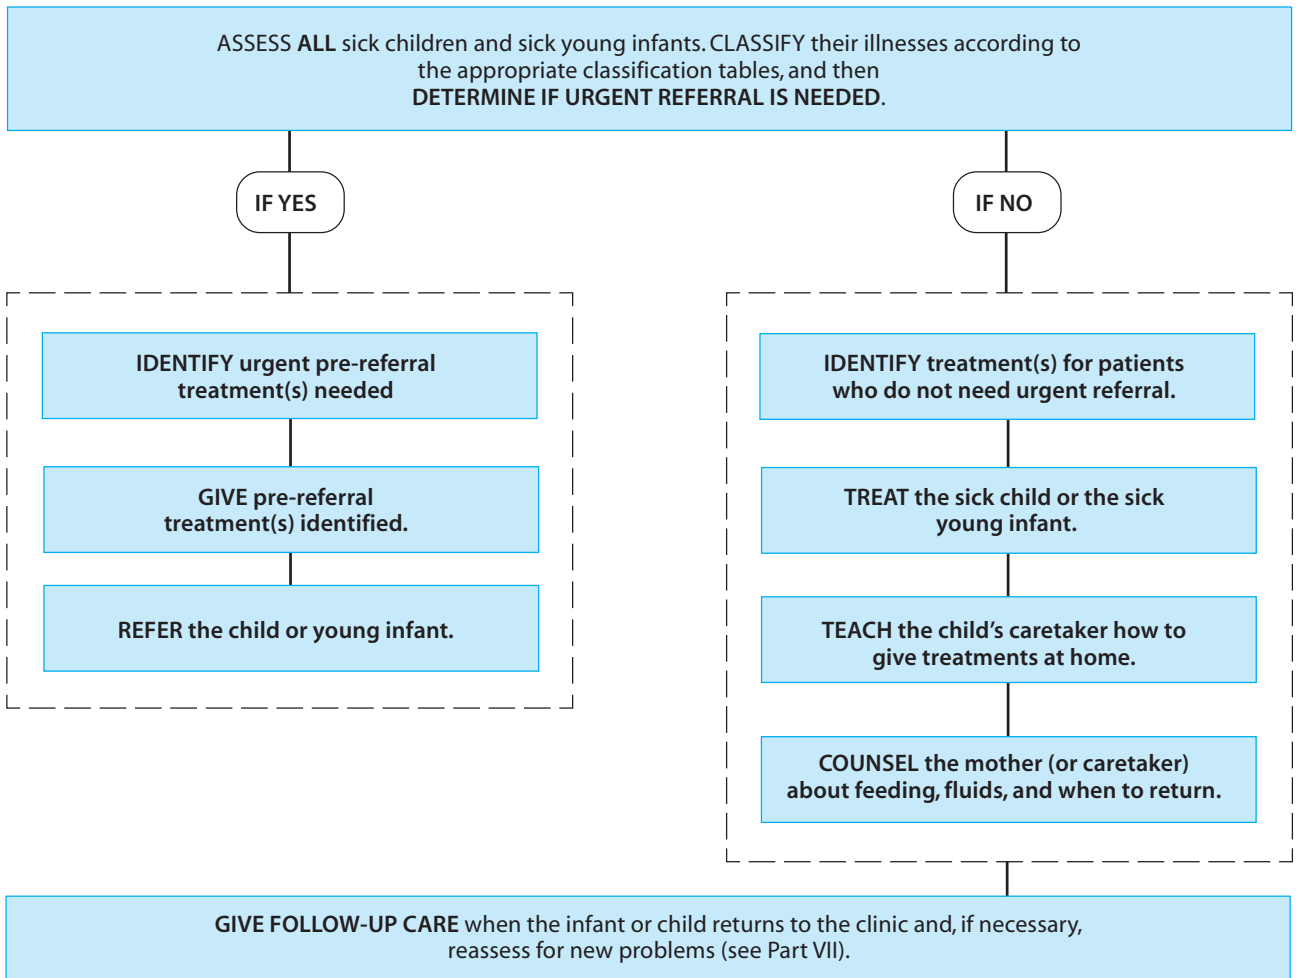 ASSESS ALL sick children and sick young infants. CLASSIFY their illnesses according to
the appropriate classification tables, and then
DETERMINE IF URGENT REFERRAL IS NEEDED.
IF YES
IDENTIFY urgent pre-referral
treatment(s) needed
GIVE pre-referral
treatment(s) identified.
REFER the child or young infant.
IF NO
IDENTIFY treatment(s) for patients
who do not need urgent referral.
TREAT the sick child or the sick
young infant.
TEACH the child’s caretaker how to
give treatments at home.
COUNSEL the mother (or caretaker)
about feeding, fluids, and when to return.
GIVE FOLLOW-UP CARE when the infant or child returns to the clinic and, if necessary,
reassess for new problems (see Part VII).